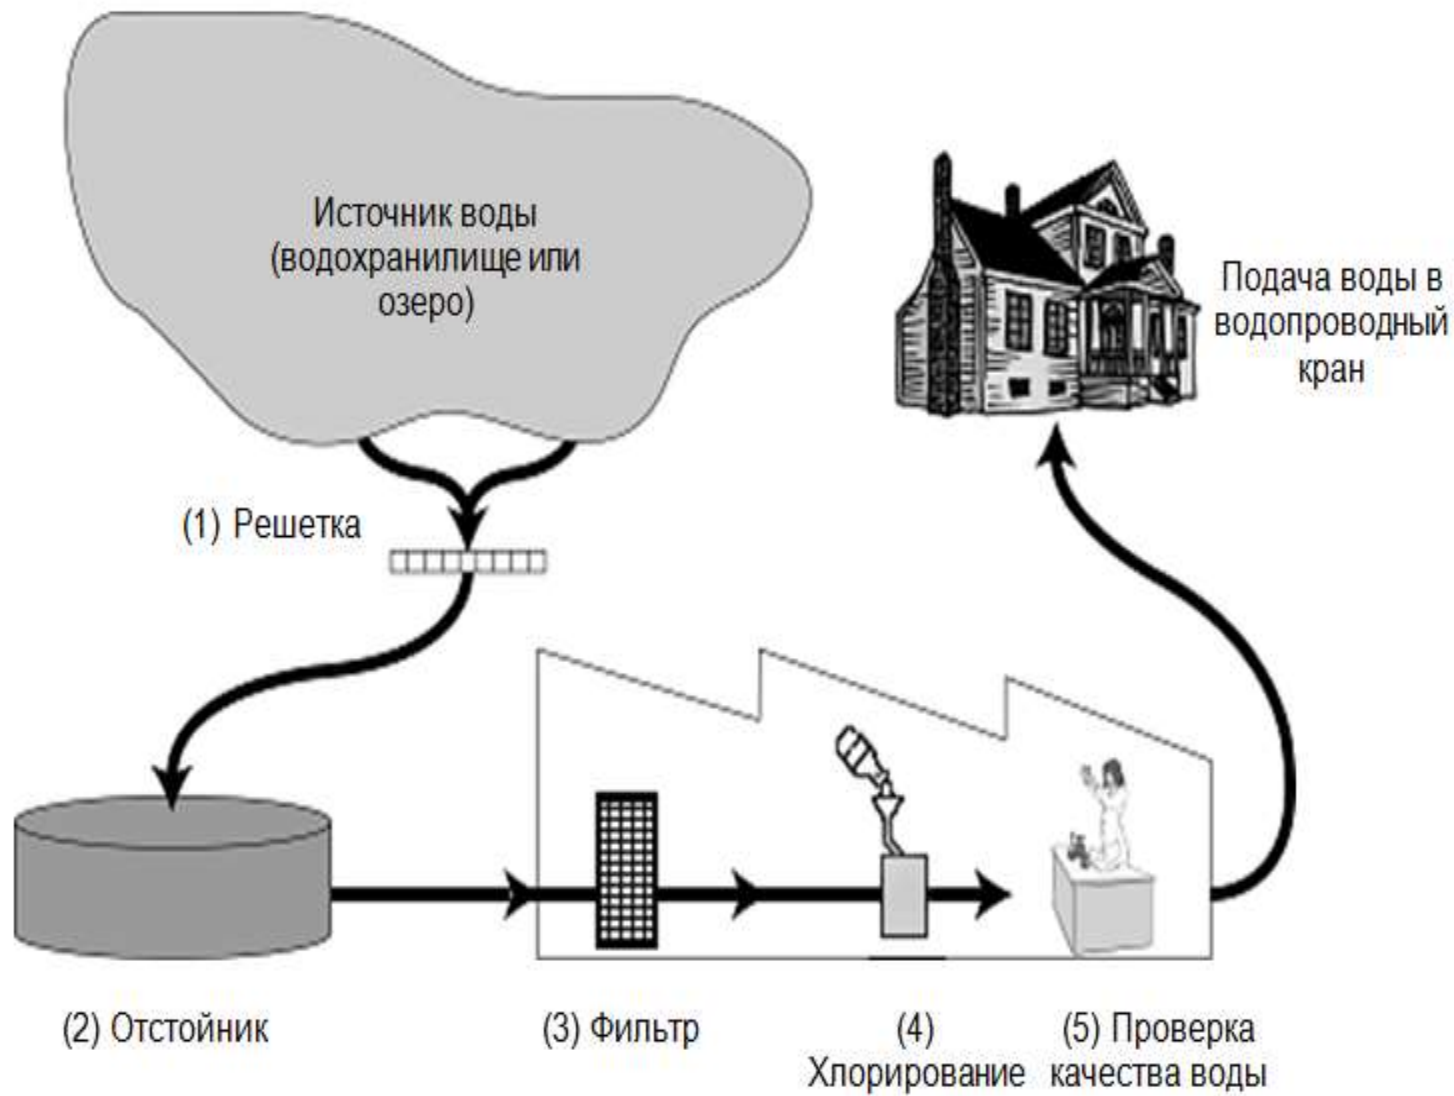 Источник воды
(водохранилище или
озеро)
Подача воды в
водопроводный
кран
(1) Решетка
(2) Отстойник
(3) Фильтр
(4)
Хлорирование
(5) Проверка
качества воды